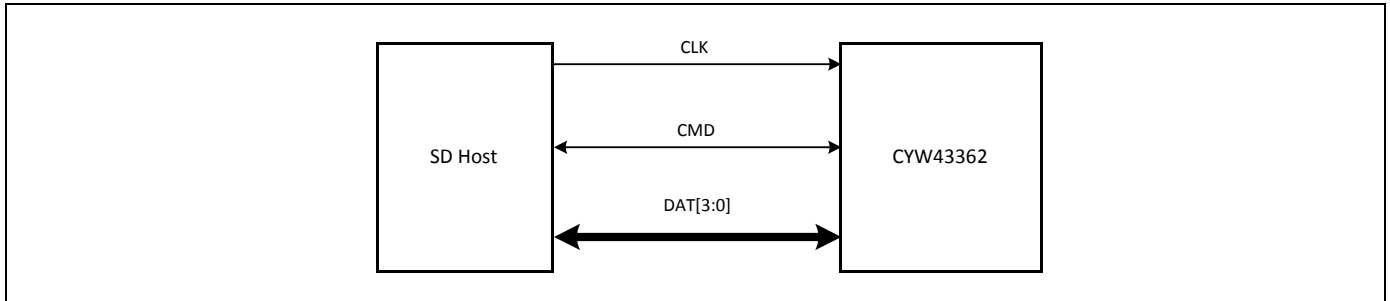 CLK
CMD
SD Host
CYW43362
DAT[3:0]